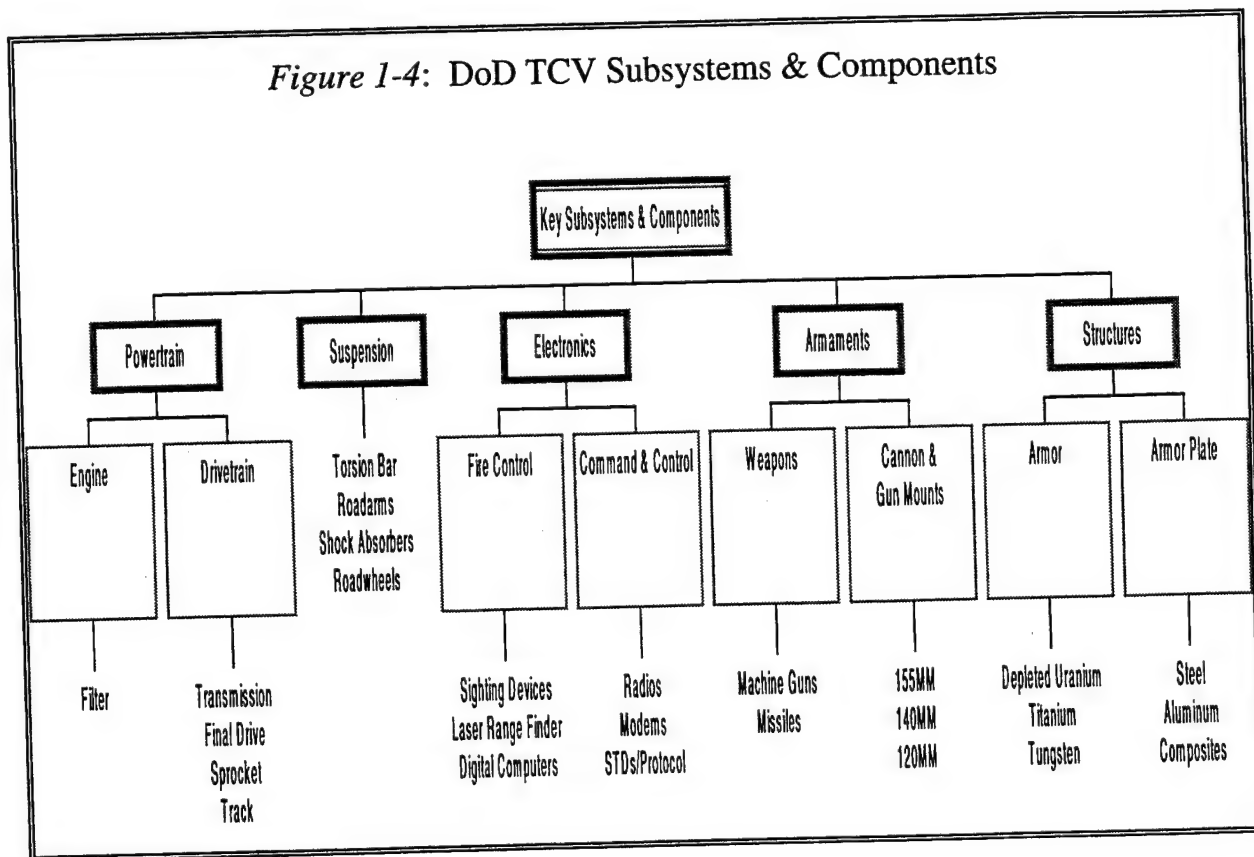 Figure 1-4: DoD TCV Subsystems & Components
Key Subsystems & Components
Powertrain
Suspension
Electronics
Armaments
Structures
Engine
Drivetrain
Torsion Bar
Roadarms
Shock Absorbers
Roadwheels
Fire Control
Command & Control
Weapons
Cannon &
Gun Mounts
Armor
Armor Plate
Filter
Transmission
Final Drive
Sprocket
Track
Sighting Devices
Laser Range Finder
Digital Computers
Radios
Modems
STDs/Protocol
Machine Guns
Missiles
155MM
140MM
120MM
Depleted Uranium
Titanium
Tungsten
Steel
Aluminum
Composites